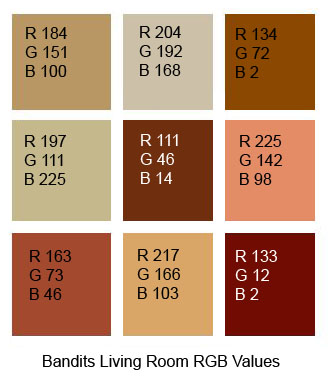 R 184
G 151
B 100
R 204
G 192
B 168
R 134
G 72
B 2
R 197
G 111
B 225
R 111
G 46
B 14
R 225
G 142
B 98
R 163
G 73
B 46
R 217
G 166
B 103
R 133
G 12
B 2
Bandits Living Room RGB Values